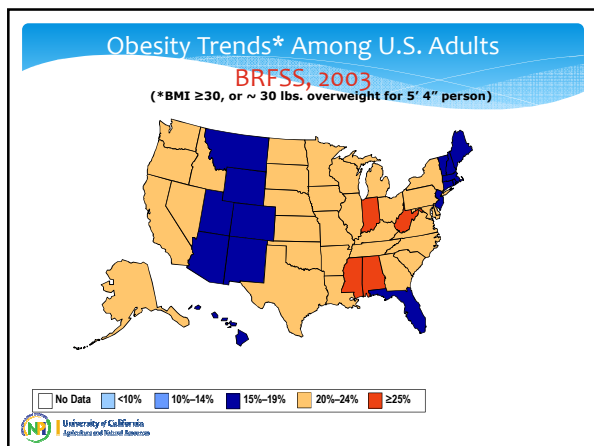 Obesity Trends* Among U.S. Adults
BRFSS, 2003
(*BMI ≥30, or ~ 30 lbs. overweight for 5’ 4” person)
No Data <10% 10%–14% 15%–19% 20%–24% ≥25%
NPI University of California
Agriculture and Natural Resources